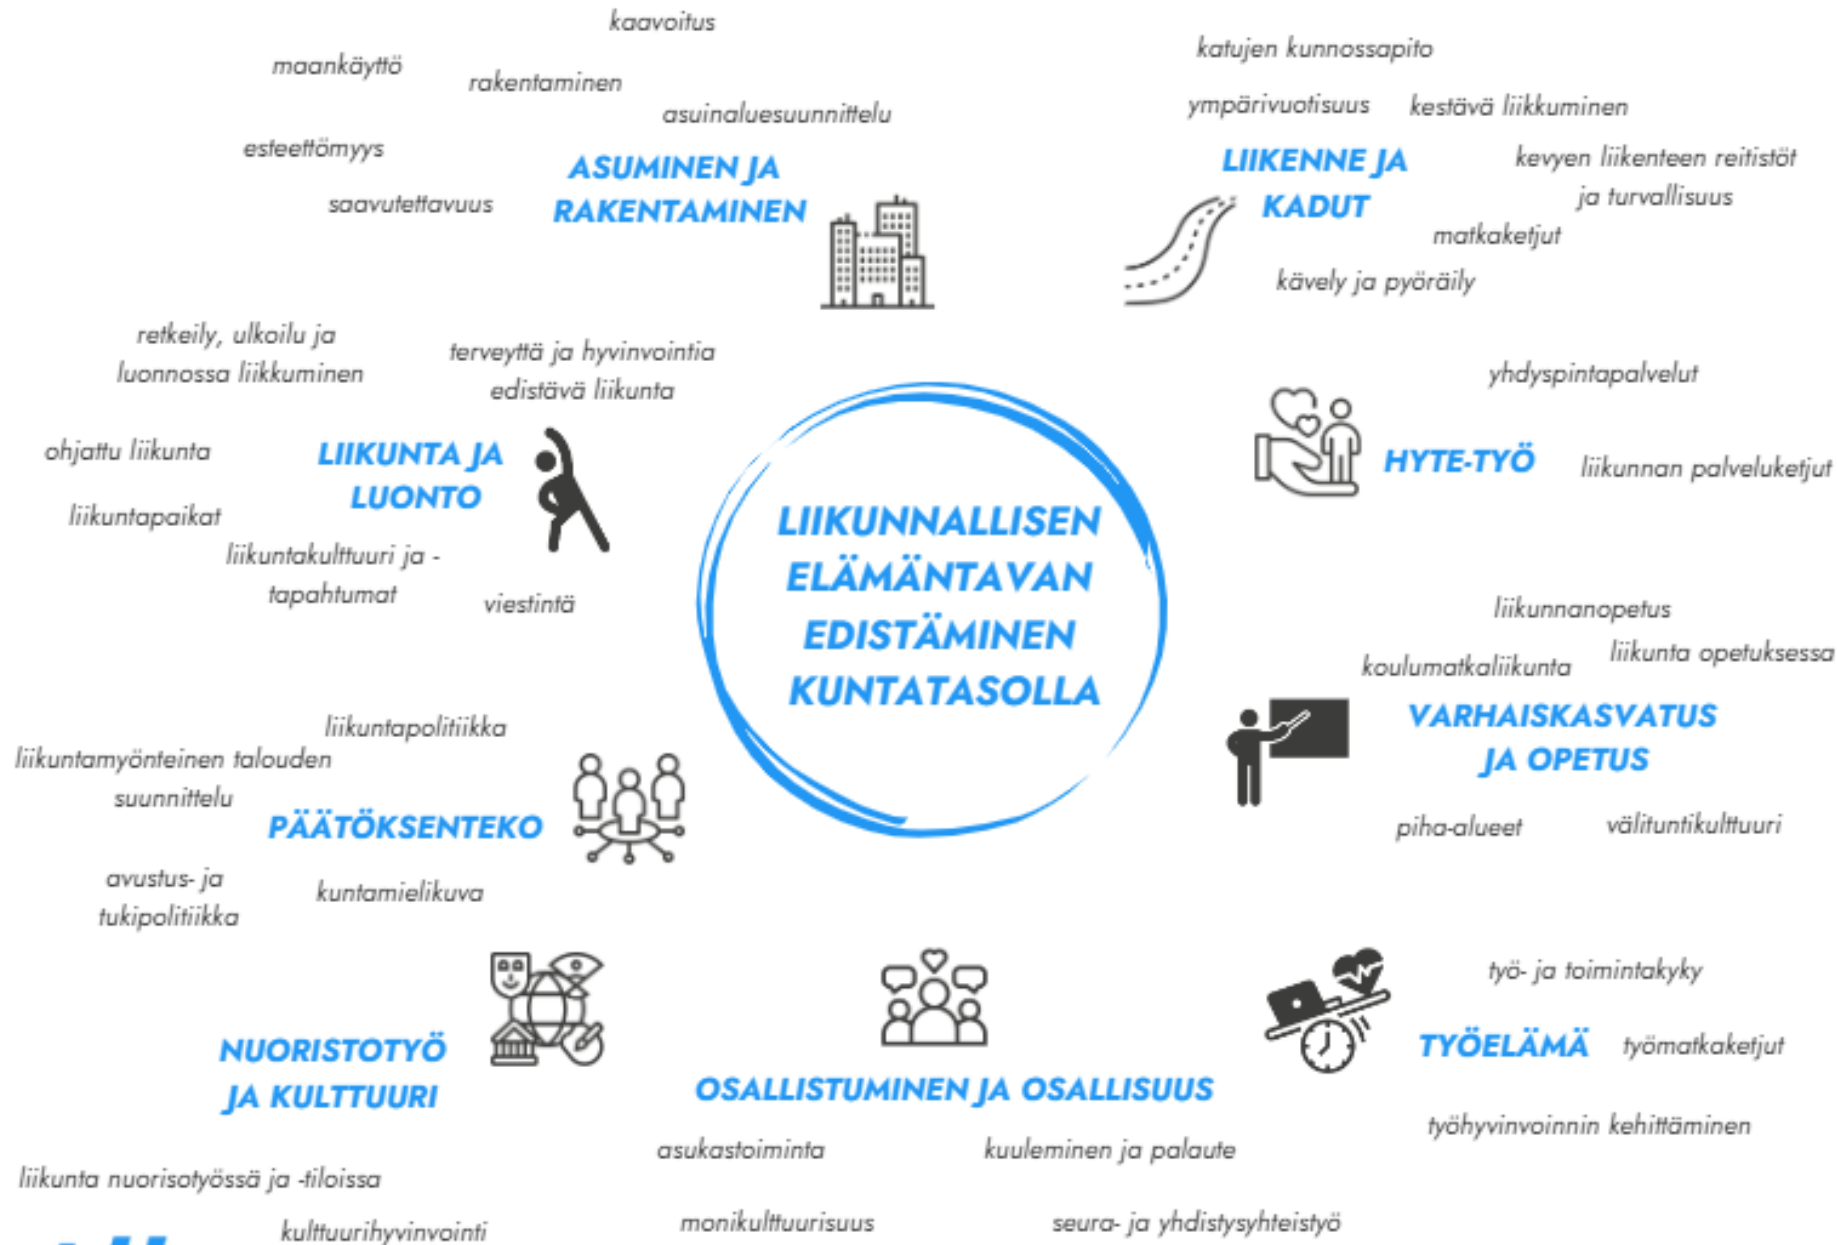 kaavoitus
maankäyttö
rakentaminen
asuinaluesuunnittelu
esteettömyys
saavutettavuus
ASUMINEN JA
RAKENTAMINEN
katujen kunnossapito
ympärivuotisuus
kestävä liikkuminen
LIIKENNE JA
KADUT
kevyen liikenteen reitistöt
ja turvallisuus
matkaketjut
kävely ja pyöräily
retkeily, ulkoilu ja
luonnossa liikkuminen
terveyttä ja hyvinvointia
edistävä liikunta
ohjattu liikunta
LIIKUNTA JA
LUONTO
liikuntapaikat
liikuntakulttuuri ja -
tapahtumat
viestintä
yhdyspintapalvelut
HYTE-TYÖ
liikunnan palveluketjut
LIIKUNNALLISEN
ELÄMÄNTAVAN
EDISTÄMINEN
KUNTATASOLLA
liikunnanopetus
liikunta opetuksessa
koulumatkaliikunta
VARHAISKASVATUS
JA OPETUS
piha-alueet
välituntikulttuuri
liikuntapolitiikka
liikuntamyönteinen talouden
suunnittelu
PÄÄTÖKSENTEKO
avustus- ja
tukipolitiikka
kuntamielikuva
NUORISTOTYÖ
JA KULTTUURI
liikunta nuorisotyössä ja -tiloissa
kulttuurihyvinvointi
OSALLISTUMINEN JA OSALLISUUS
asukastoiminta
kuuleminen ja palaute
monikulttuurisuus
seura- ja yhdistysyhteistyö
työ- ja toimintakyky
TYÖELÄMÄ
työmatkaketjut
työhyvinvoinnin kehittäminen